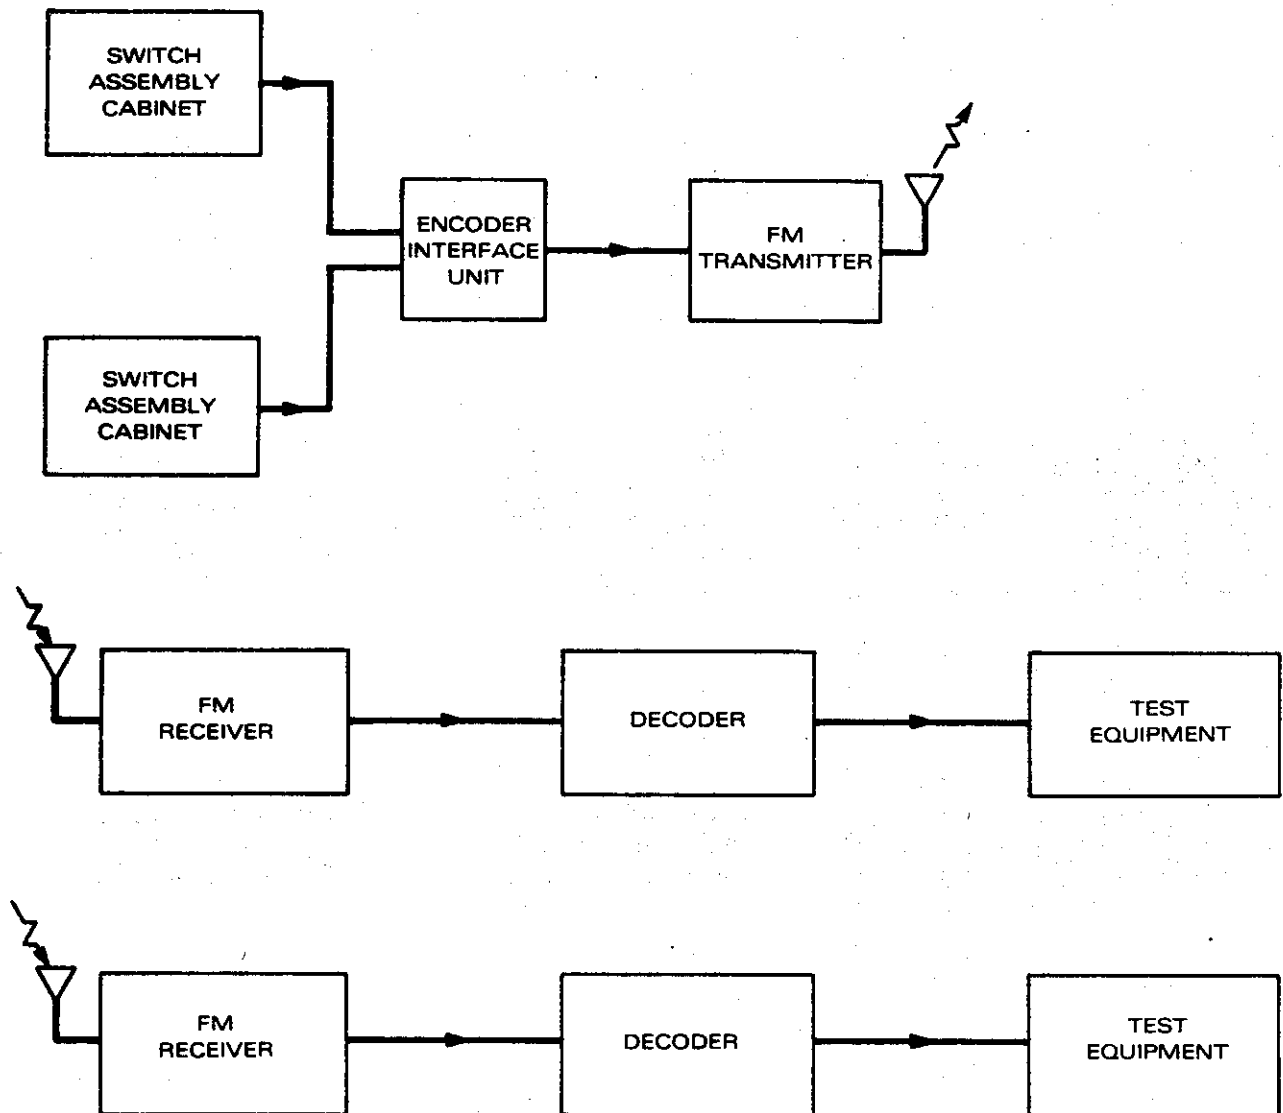 SWITCH
ASSEMBLY
CABINET
ENCODER
INTERFACE
UNIT
FM
TRANSMITTER
SWITCH
ASSEMBLY
CABINET
FM
RECEIVER
DECODER
TEST
EQUIPMENT
FM
RECEIVER
DECODER
TEST
EQUIPMENT